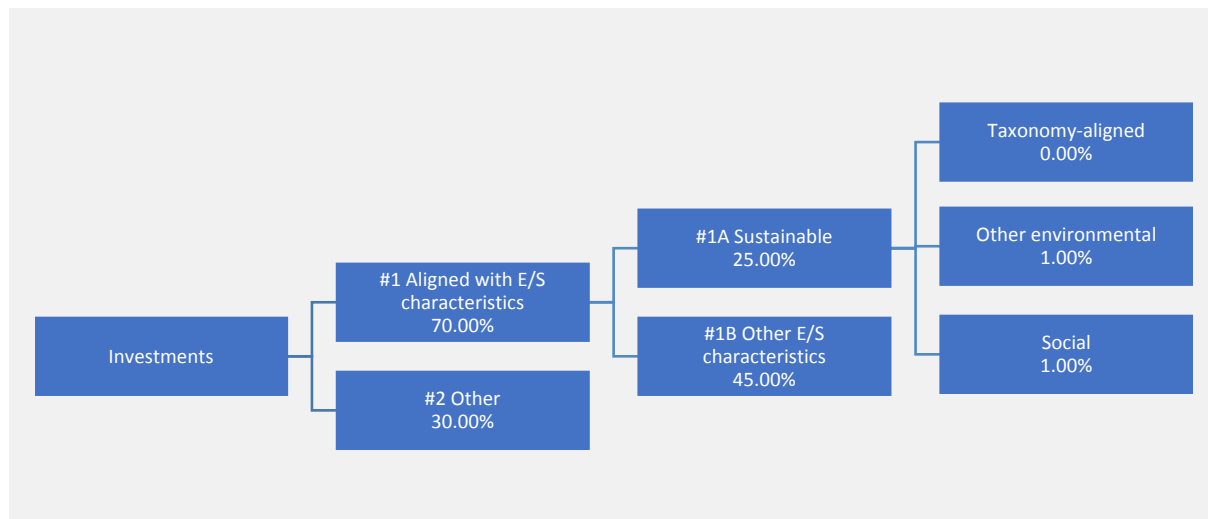 Investments
#1 Aligned with E/S
characteristics
70.00%
#2 Other
30.00%
#1A Sustainable
25.00%
#1B Other E/S
characteristics
45.00%
Taxonomy-aligned
0.00%
Other environmental
1.00%
Social
1.00%